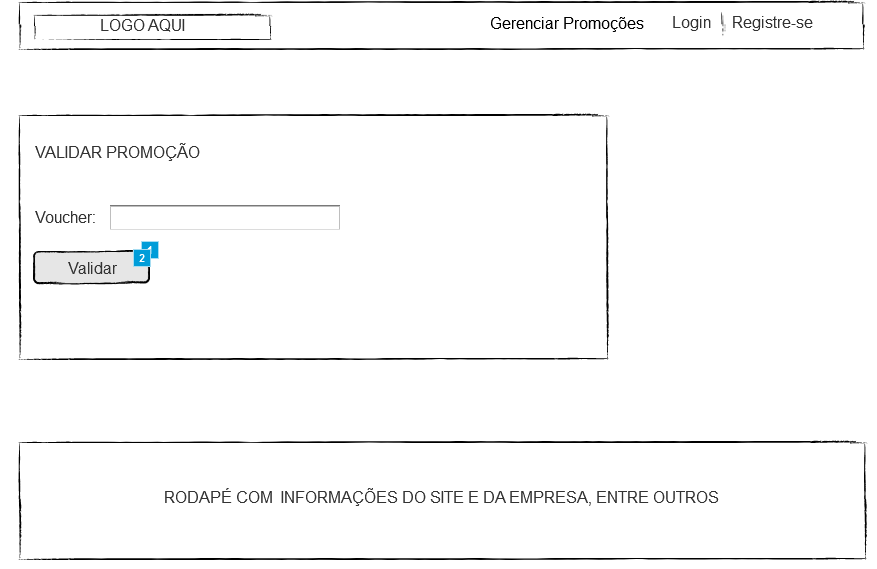 LOGO AQUI
Gerenciar Promoções
Login
Registre-se
VALIDAR PROMOÇÃO
Voucher:
Validar
1
2
RODAPÉ COM INFORMAÇÕES DO SITE E DA EMPRESA, ENTRE OUTROS